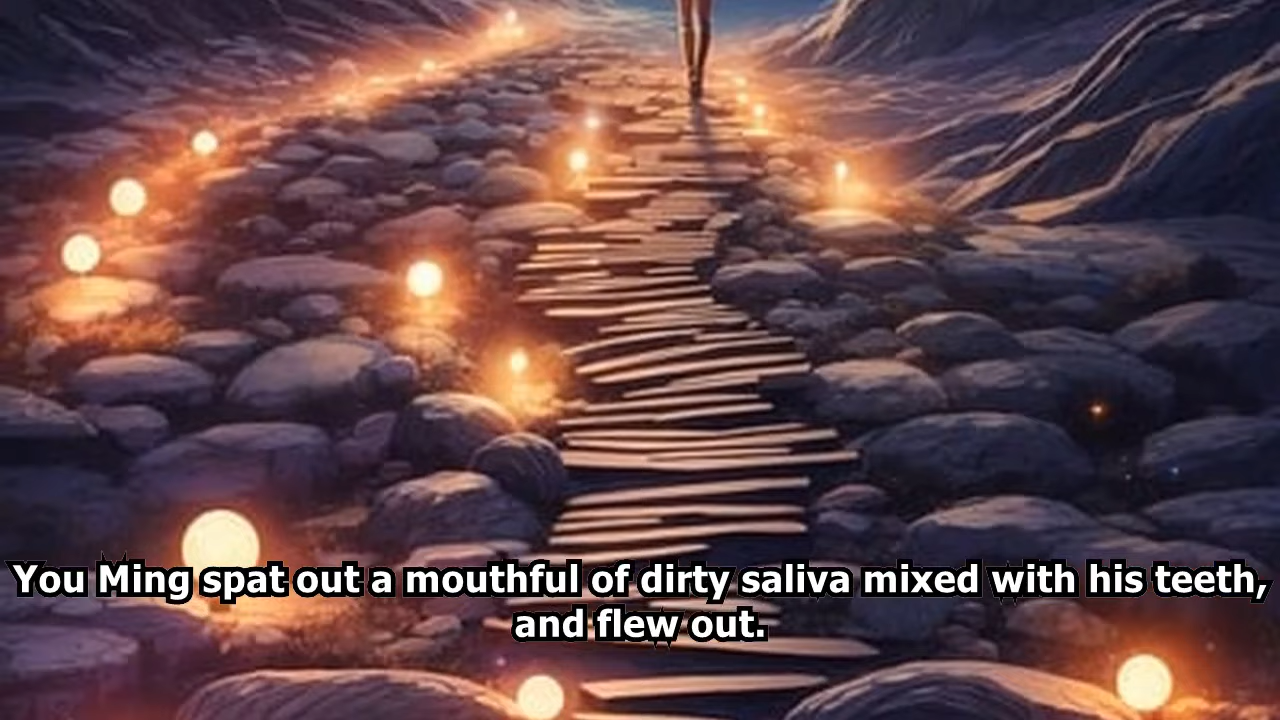 You Ming spat out a mouthful of dirty saliva mixed with his teeth,
and flew out.